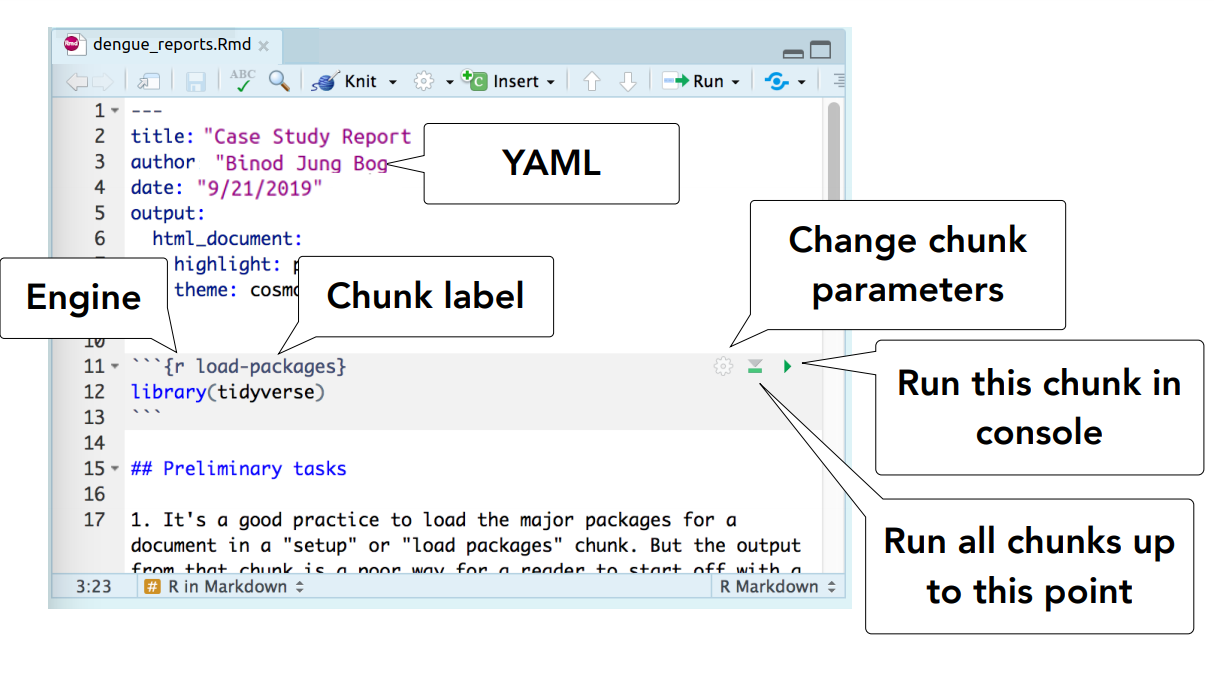 dengue_reports.Rmd
ABC Knit Insert Run
1 ---
2 title: "Case Study Report
3 author "Binod Jung Bog
4 date: "9/21/2019"
5 output:
6 html_document:
highlight:
theme:
10
11 ```{r load-packages}
12 library(tidyverse)
13 ```
14
15 ## Preliminary tasks
16
17 1. It's a good practice to load the major packages for a
document in a "setup" or "load packages" chunk. But the output
from that chunk is a poor way for a reader to start off with a
3:23 # R in Markdown R Markdown
YAML
Engine
Chunk label
Change chunk
parameters
Run this chunk in
console
Run all chunks up
to this point